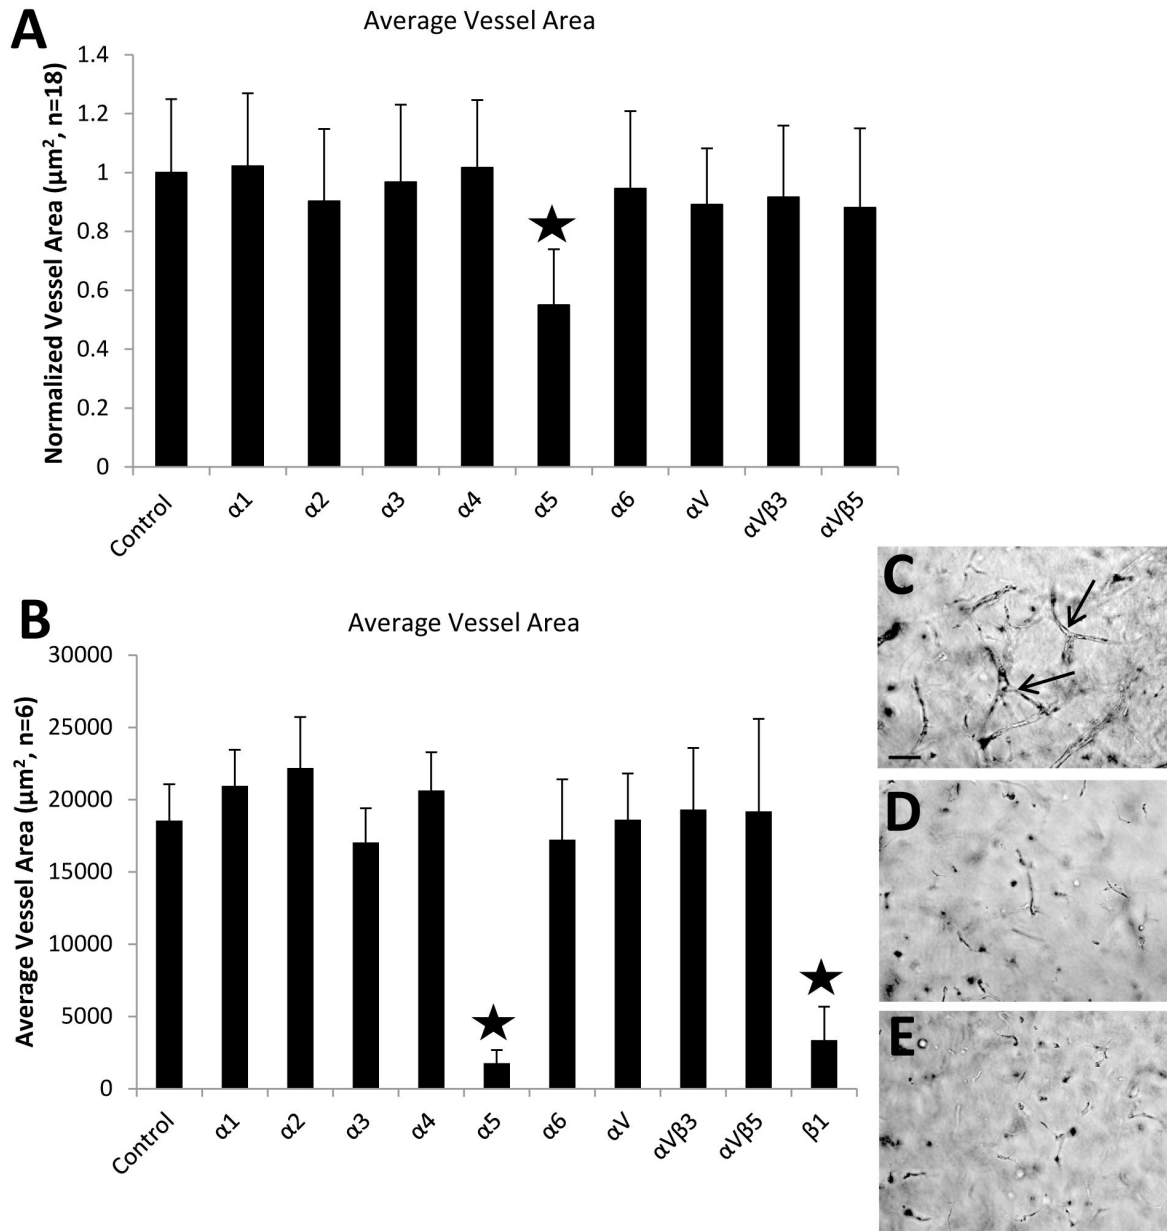 A
Average Vessel Area
Normalized Vessel Area (µm², n=18)
1.4
1.2
1
0.8
0.6
0.4
0.2
0
Control
α1
α2
α3
α4
α5
α6
αV
αVβ3
αVβ5
B
Average Vessel Area
Average Vessel Area (µm², n=6)
30000
25000
20000
15000
10000
5000
0
Control
α1
α2
α3
α4
α5
α6
αV
αVβ3
αVβ5
β1
C
D
E